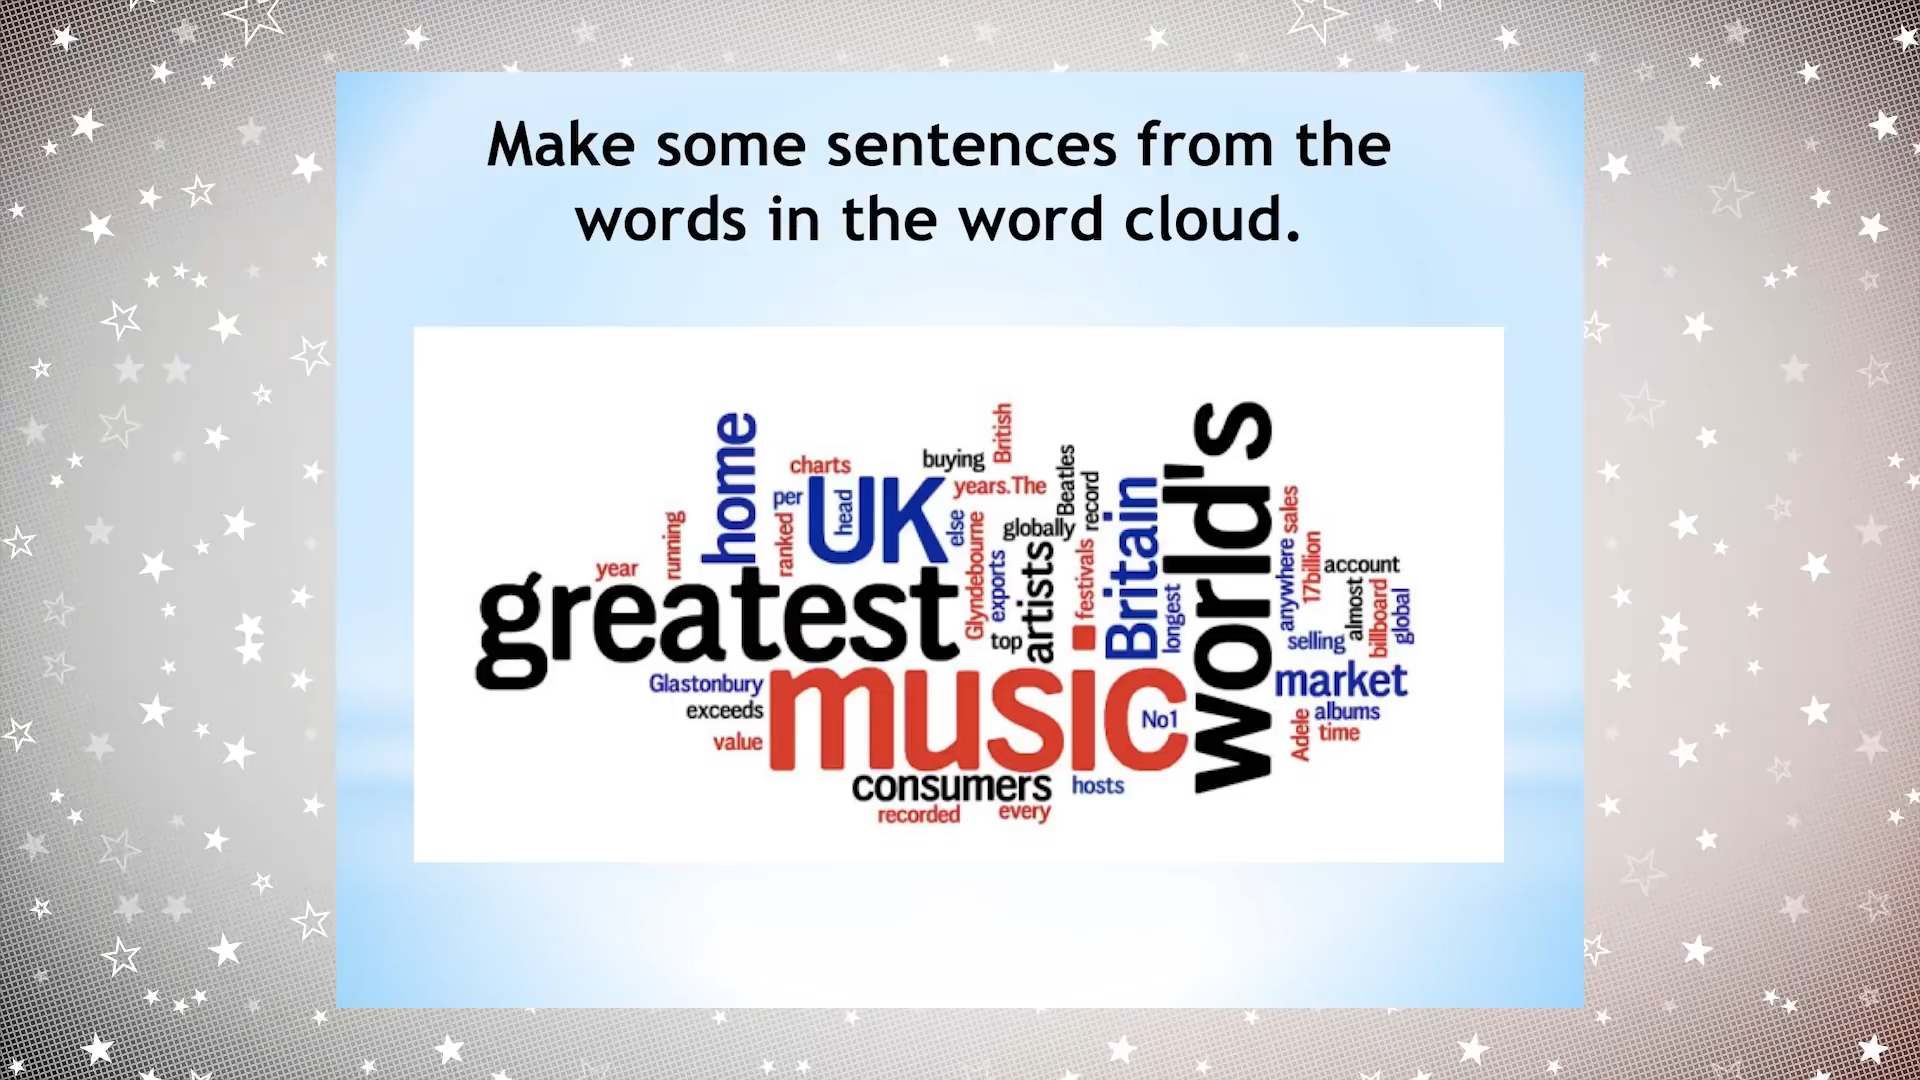 Make some sentences from the
words in the word cloud.
home
charts
buying
British
per
UK
head
years.The
Beatles
record
world's
running
ranked
else
globally
Britain
sales
year
Glyndebourne
exports
artists
festivals
longest
anywhere
17billion
account
greatest
top
almost
billboard
global
selling
Glastonbury
music
market
exceeds
No1
albums
value
Adele
time
consumers
hosts
recorded
every